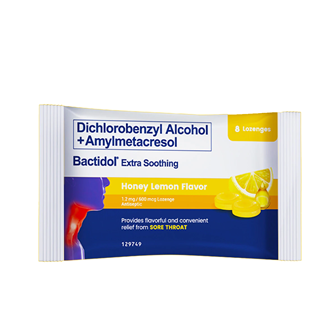 8 Lozenges
Dichlorobenzyl Alcohol
+Amylmetacresol
Bactidol® Extra Soothing
Honey Lemon Flavor
1.2 mg / 600 mcg Lozenge
Antiseptic
Provides flavorful and convenient
relief from SORE THROAT
129749